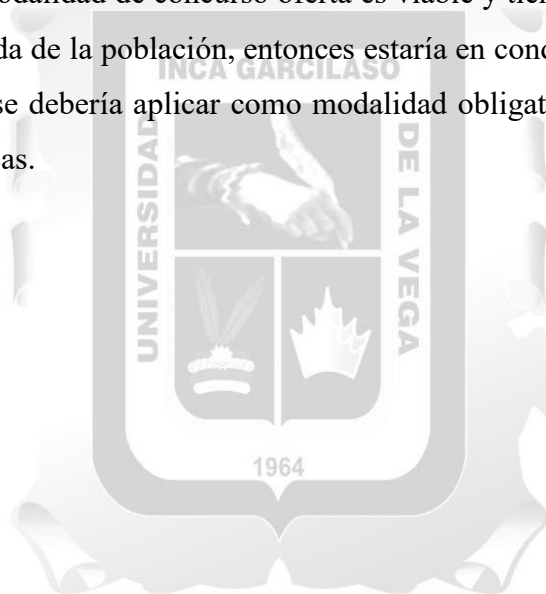 odalidad de concurso oferta es viable y tien
da de la población, entonces estaría en cond
se debería aplicar como modalidad obligat
as.
INCA GARCILASO
UNIVERSIDAD
DE LA VEGA
1964